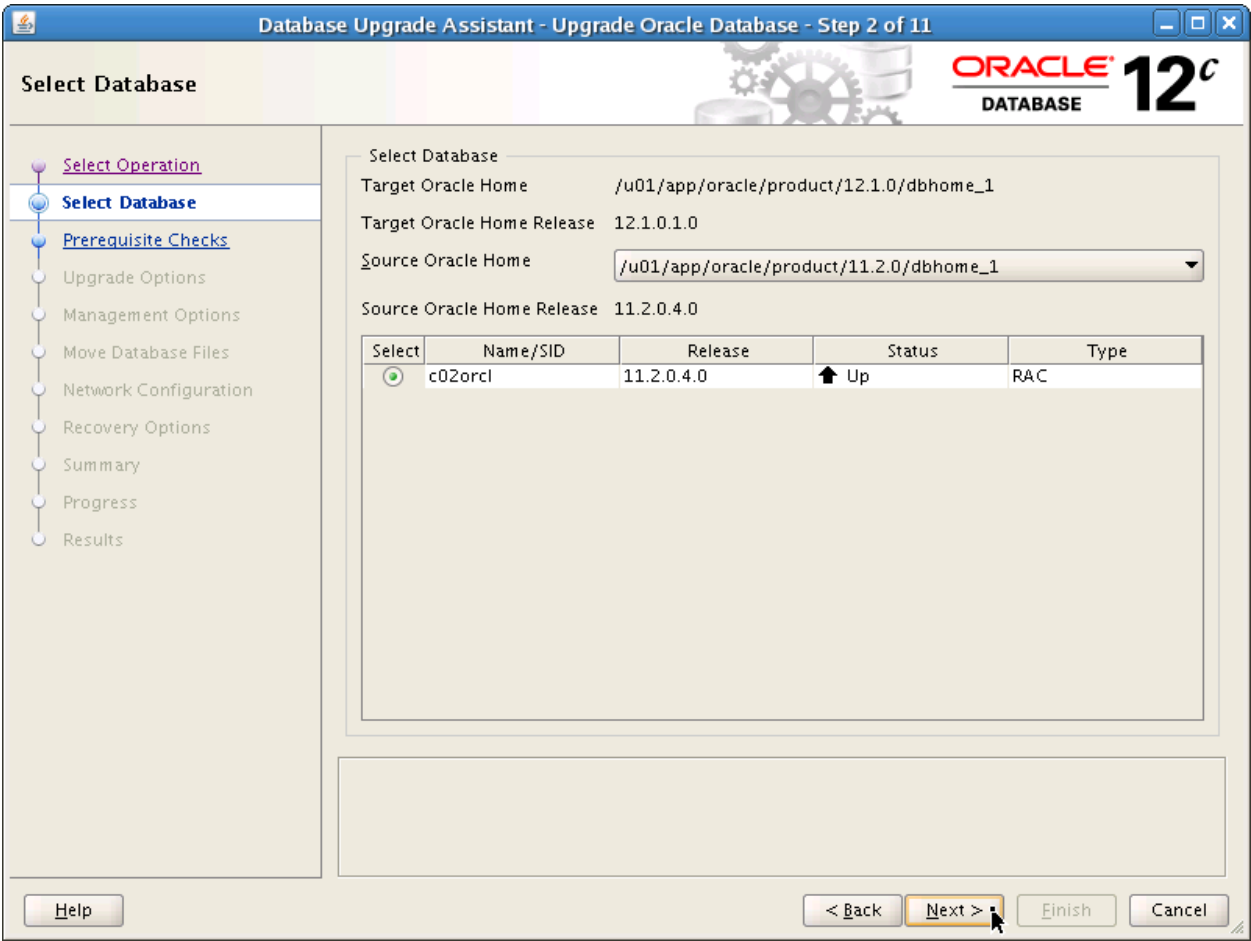 Database Upgrade Assistant - Upgrade Oracle Database - Step 2 of 11
Select Database
ORACLE
DATABASE
12c
Select Operation
Select Database
Prerequisite Checks
Upgrade Options
Management Options
Move Database Files
Network Configuration
Recovery Options
Summary
Progress
Results
Select Database
Target Oracle Home /u01/app/oracle/product/12.1.0/dbhome_1
Target Oracle Home Release 12.1.0.1.0
Source Oracle Home /u01/app/oracle/product/11.2.0/dbhome_1
Source Oracle Home Release 11.2.0.4.0
Select Name/SID Release Status Type
c02orcl 11.2.0.4.0 Up RAC
Help < Back Next > Finish Cancel